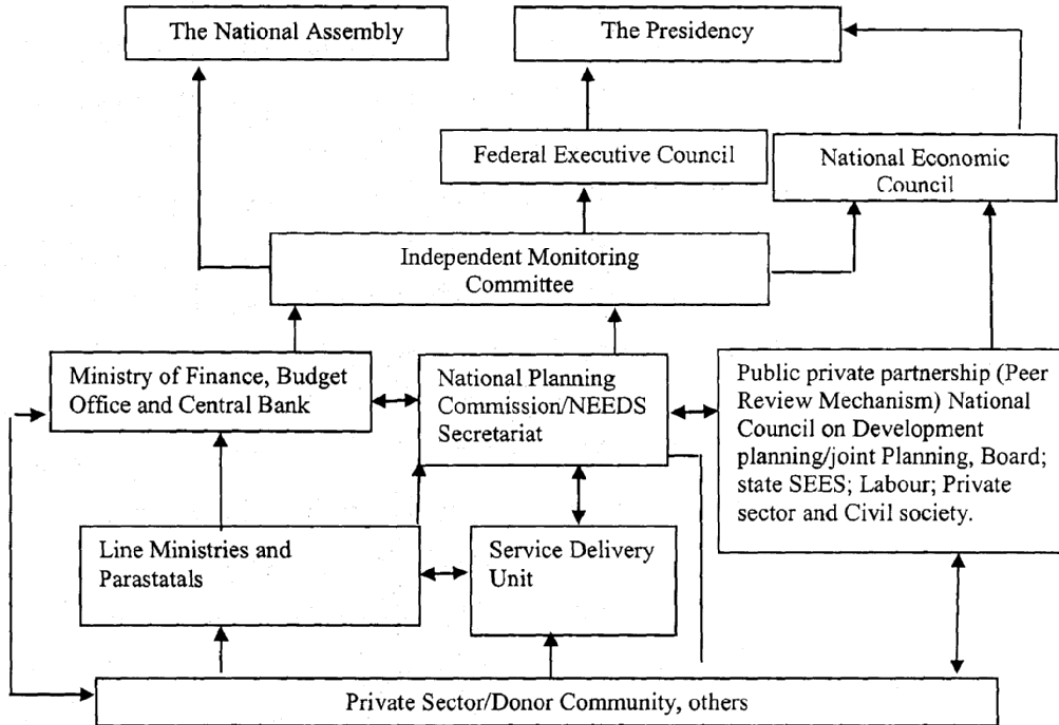 The National Assembly
The Presidency
Federal Executive Council
National Economic
Council
Independent Monitoring
Committee
Ministry of Finance, Budget
Office and Central Bank
National Planning
Commission/NEEDS
Secretariat
Public private partnership (Peer
Review Mechanism) National
Council on Development
planning/joint Planning, Board;
state SEES; Labour; Private
sector and Civil society.
Line Ministries and
Parastatals
Service Delivery
Unit
Private Sector/Donor Community, others